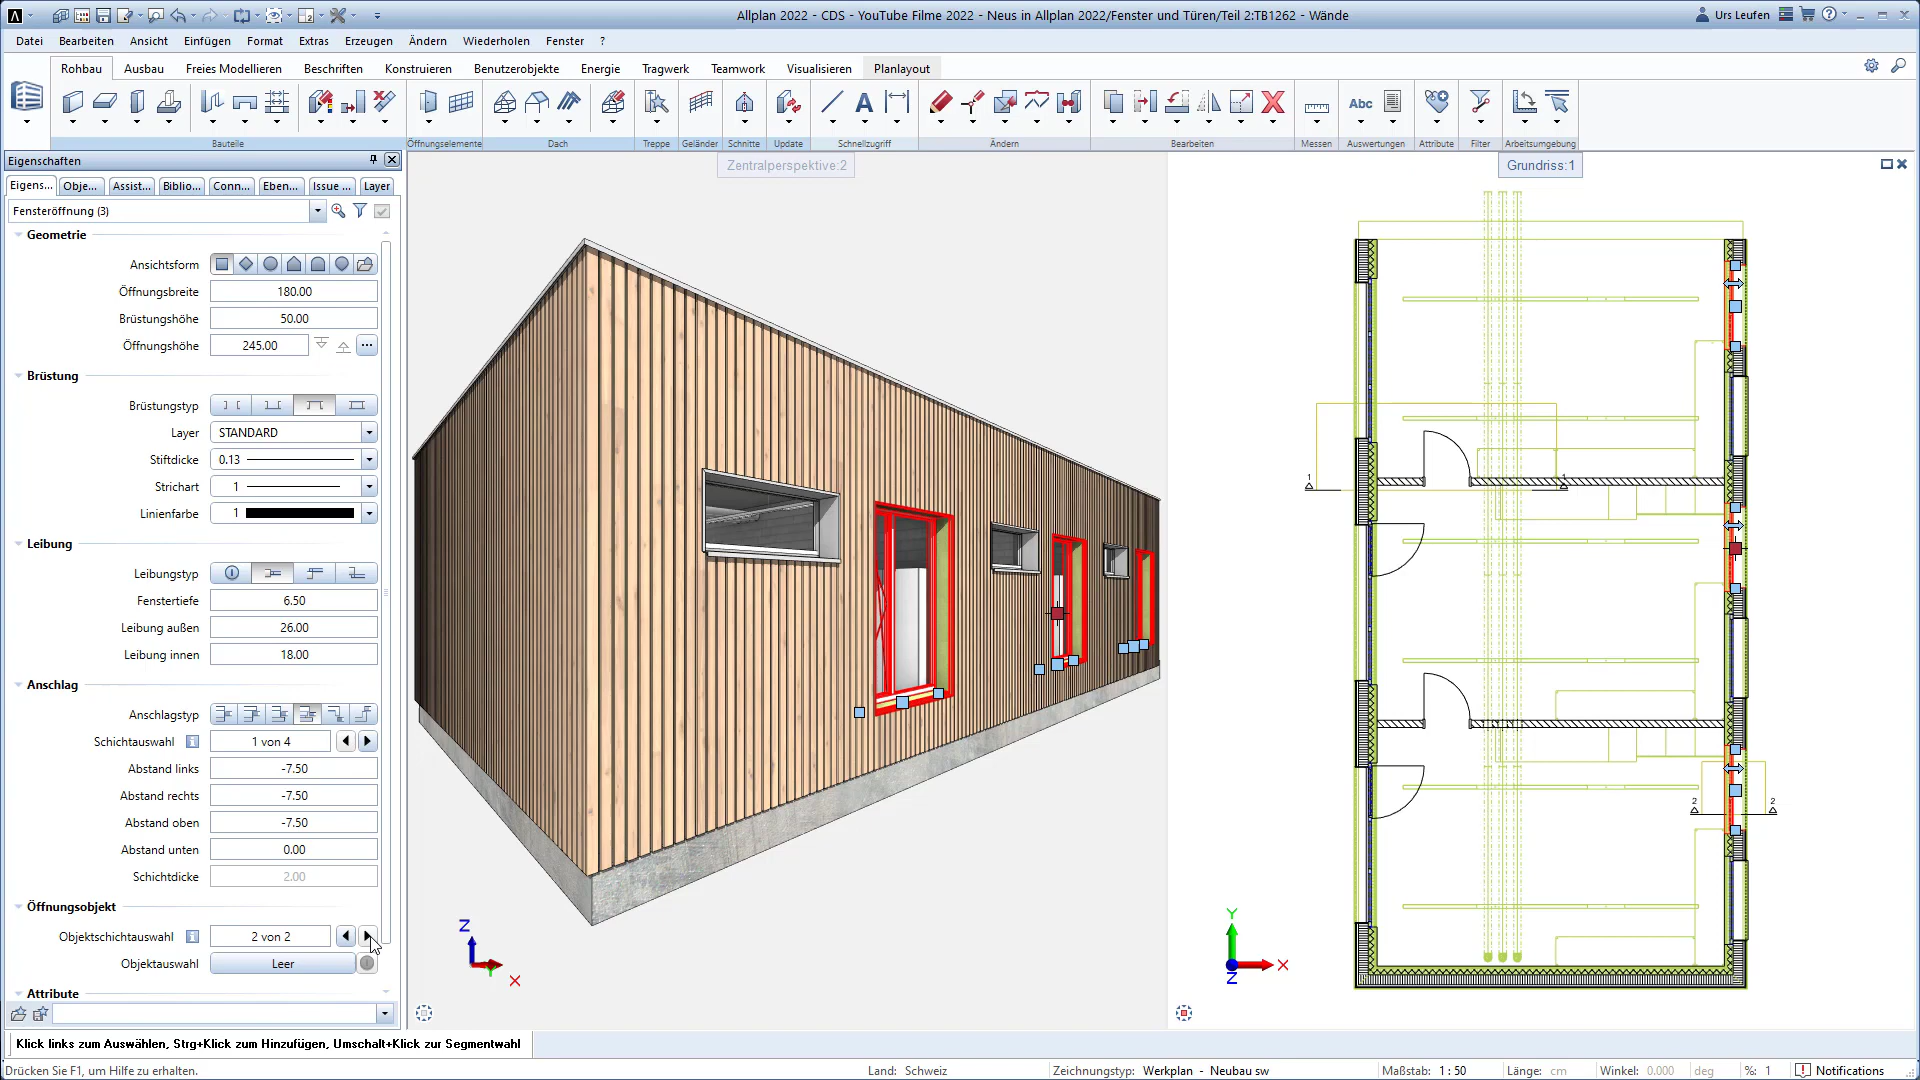 Allplan 2022 - CDS - YouTube Filme 2022 - Neus in Allplan 2022/Fenster und Türen/Teil 2:TB1262 - Wände
Urs Leufen
Datei Bearbeiten Ansicht Einfügen Format Extras Erzeugen Ändern Wiederholen Fenster ?
Rohbau Ausbau Freies Modellieren Beschriften Konstruieren Benutzerobjekte Energie Tragwerk Teamwork Visualisieren Planlayout
Abc
Bauteile Öffnungselemente Dach Treppe Geländer Schnitte Update Schnellzugriff Ändern Bearbeiten Messen Auswertungen Attribute Filter Arbeitsumgebung
Eigenschaften
Eigens... Obje... Assist... Biblio... Conn... Eben... Issue ... Layer
Fensteröffnung (3)
Geometrie
Ansichtsform
Öffnungsbreite 180.00
Brüstungshöhe 50.00
Öffnungshöhe 245.00 ...
Brüstung
Brüstungstyp
Layer STANDARD
Stiftdicke 0.13
Strichart 1
Linienfarbe 1
Leibung
Leibungstyp
Fenstertiefe 6.50
Leibung außen 26.00
Leibung innen 18.00
Anschlag
Anschlagstyp
Schichtauswahl 1 von 4
Abstand links -7.50
Abstand rechts -7.50
Abstand oben -7.50
Abstand unten 0.00
Schichtdicke 2.00
Öffnungsobjekt
Objektschichtauswahl 2 von 2
Objektauswahl Leer
Attribute
Zentralperspektive:2
Z
X
Grundriss:1
1 1
2 2
Y
X
Z
Klick links zum Auswählen, Strg+Klick zum Hinzufügen, Umschalt+Klick zur Segmentwahl
Drücken Sie F1, um Hilfe zu erhalten.
Land: Schweiz
Zeichnungstyp: Werkplan - Neubau sw
Maßstab: 1 : 50
Länge: cm
Winkel: 0.000 deg
%: 1
Notifications